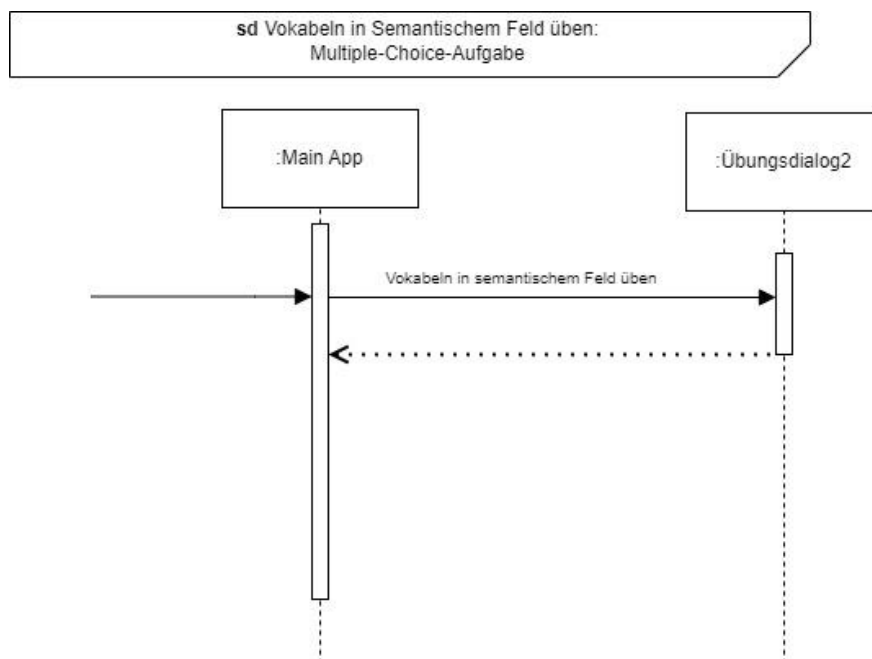 sd Vokabeln in Semantischem Feld üben:
Multiple-Choice-Aufgabe
:Main App
:Übungsdialog2
Vokabeln in semantischem Feld üben